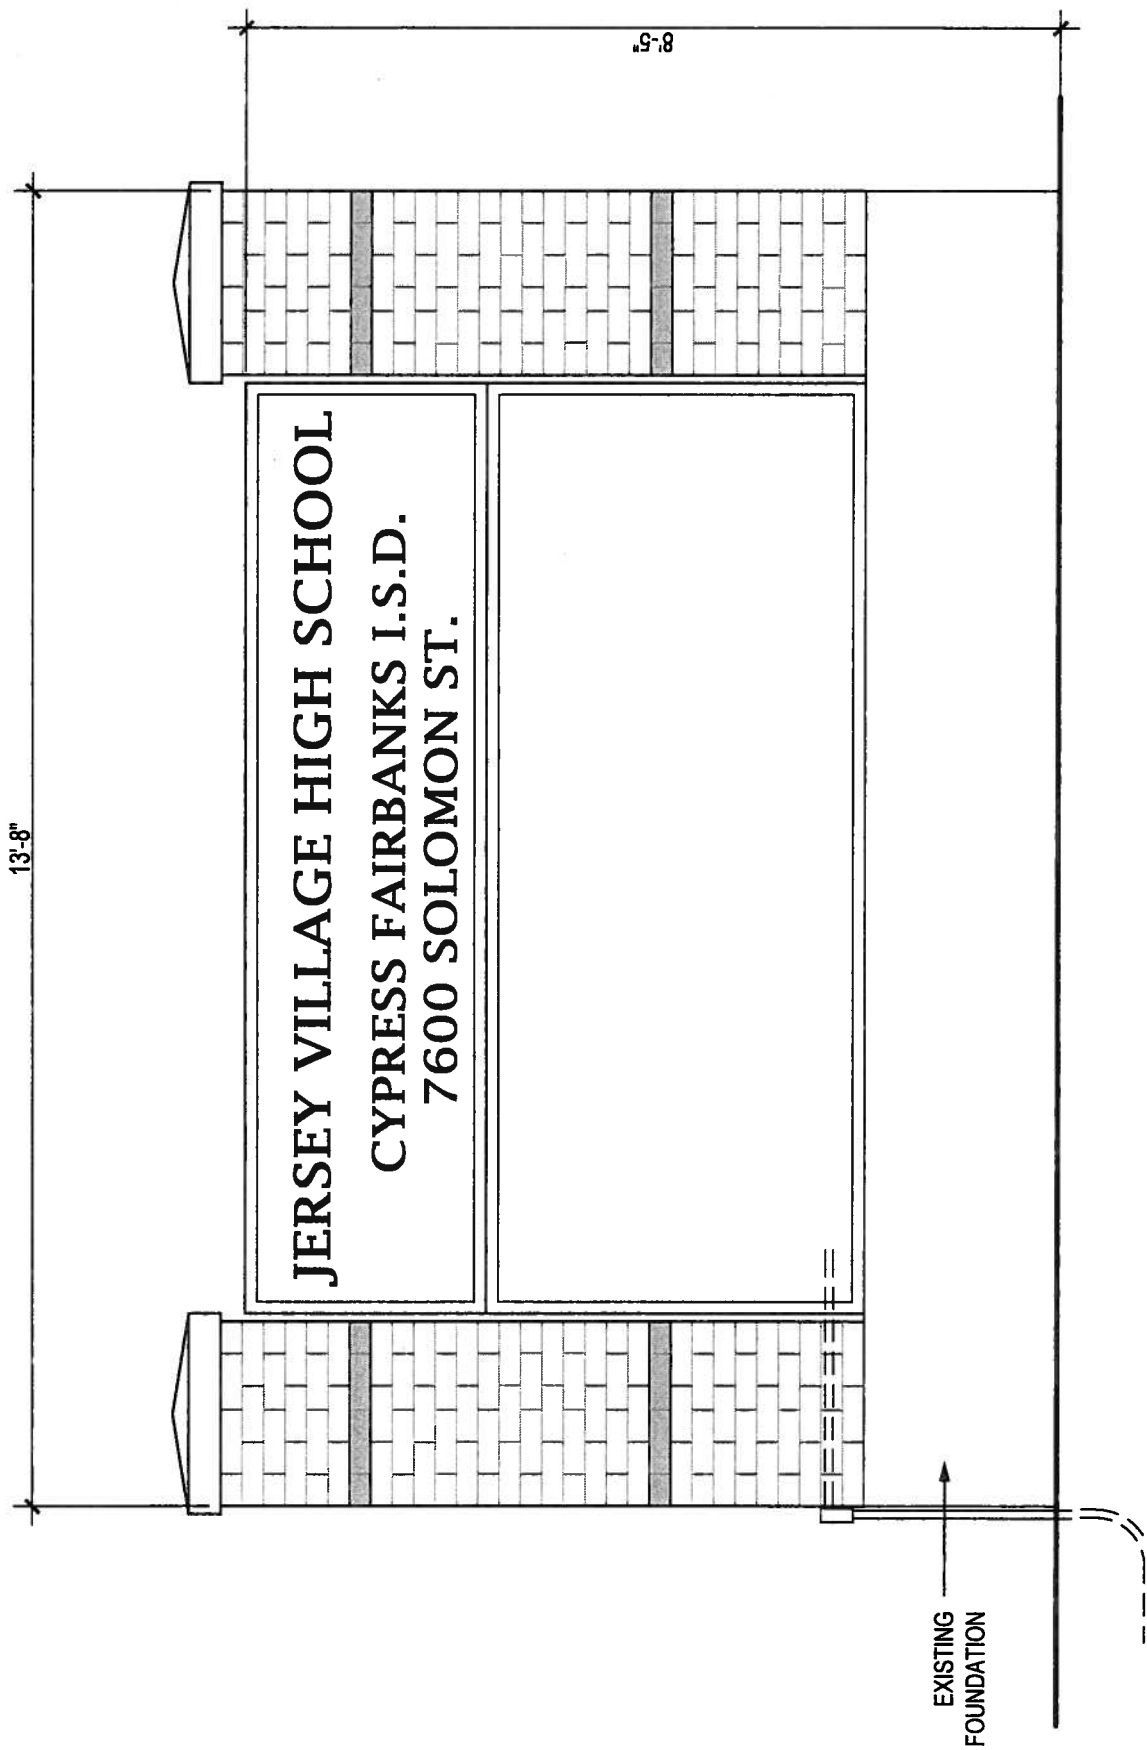 13'-8"
8'-5"
JERSEY VILLAGE HIGH SCHOOL
CYPRESS FAIRBANKS I.S.D.
7600 SOLOMON ST.
EXISTING
FOUNDATION